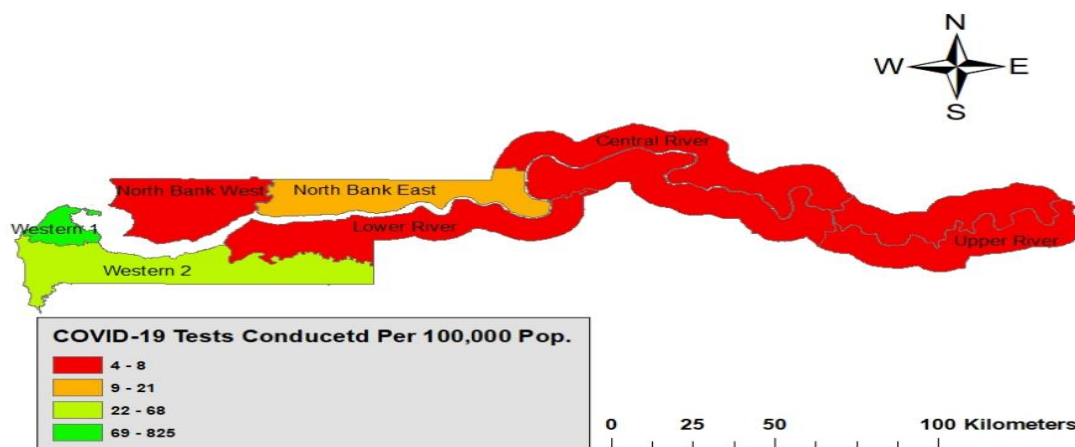 N
W E
S
Central River
North Bank West
North Bank East
Western 1
Lower River
Upper River
Western 2
COVID-19 Tests Conducetd Per 100,000 Pop.
4 - 8
9 - 21
22 - 68
69 - 825
0 25 50 100 Kilometers